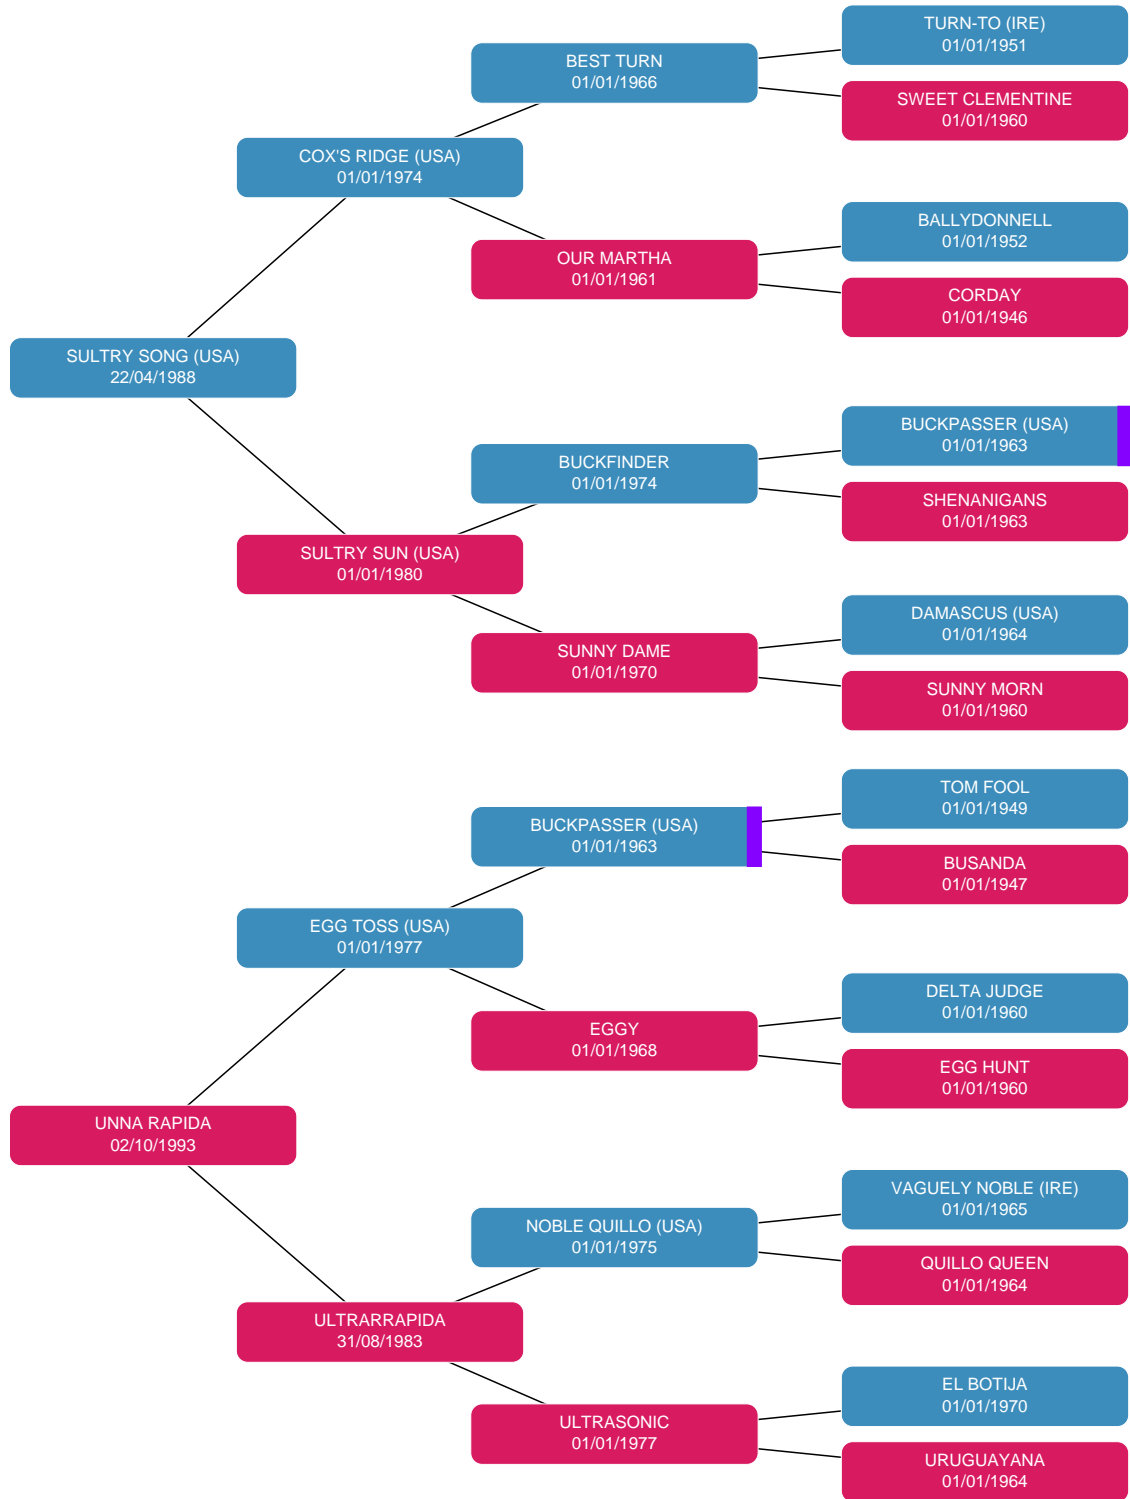 TURN-TO (IRE)
01/01/1951
BEST TURN
01/01/1966
SWEET CLEMENTINE
01/01/1960
COX'S RIDGE (USA)
01/01/1974
BALLYDONNELL
01/01/1952
OUR MARTHA
01/01/1961
CORDAY
01/01/1946
SULTRY SONG (USA)
22/04/1988
BUCKPASSER (USA)
01/01/1963
BUCKFINDER
01/01/1974
SHENANIGANS
01/01/1963
SULTRY SUN (USA)
01/01/1980
DAMASCUS (USA)
01/01/1964
SUNNY DAME
01/01/1970
SUNNY MORN
01/01/1960
TOM FOOL
01/01/1949
BUCKPASSER (USA)
01/01/1963
BUSANDA
01/01/1947
EGG TOSS (USA)
01/01/1977
DELTA JUDGE
01/01/1960
EGGY
01/01/1968
EGG HUNT
01/01/1960
UNNA RAPIDA
02/10/1993
VAGUELY NOBLE (IRE)
01/01/1965
NOBLE QUILLO (USA)
01/01/1975
QUILLO QUEEN
01/01/1964
ULTRARRAPIDA
31/08/1983
EL BOTIJA
01/01/1970
ULTRASONIC
01/01/1977
URUGUAYANA
01/01/1964